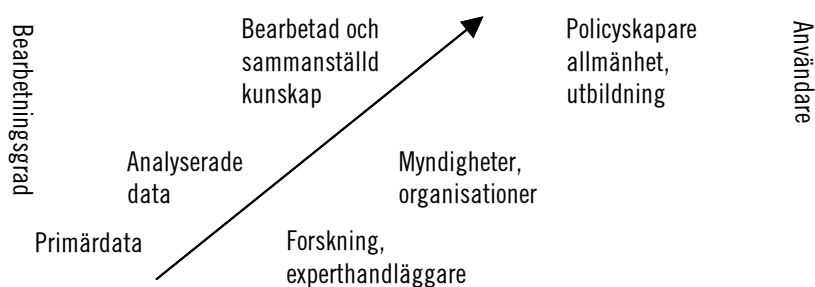 Bearbetningsgrad
Bearbetad och
sammanställd
kunskap
Policyskapare
allmänhet,
utbildning
Användare
Analyserade
data
Myndigheter,
organisationer
Primärdata
Forskning,
experthandläggare